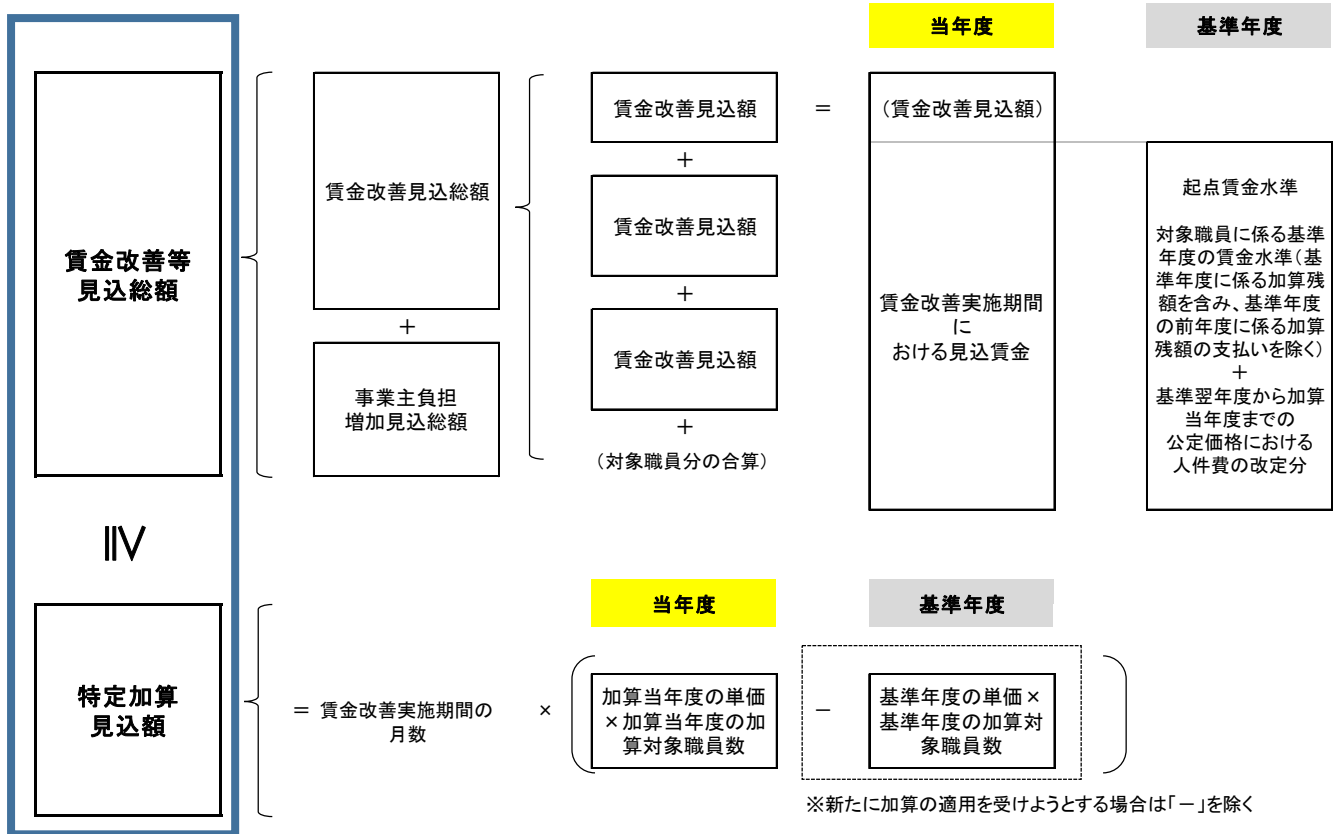 当年度
基準年度
賃金改善等
見込総額
賃金改善見込総額
+
事業主負担
増加見込総額
賃金改善見込額
+
賃金改善見込額
+
賃金改善見込額
+
(対象職員分の合算)
=
(賃金改善見込額)
賃金改善実施期間
に
おける見込賃金
起点賃金水準
対象職員に係る基準
年度の賃金水準(基
準年度に係る加算残
額を含み、基準年度
の前年度に係る加算
残額の支払いを除く)
+
基準翌年度から加算
当年度までの
公定価格における
人件費の改定分
≧
当年度
基準年度
特定加算
見込額
= 賃金改善実施期間の
月数
×
加算当年度の単価
×加算当年度の加
算対象職員数
-
基準年度の単価×
基準年度の加算対
象職員数
※新たに加算の適用を受けようとする場合は「-」を除く